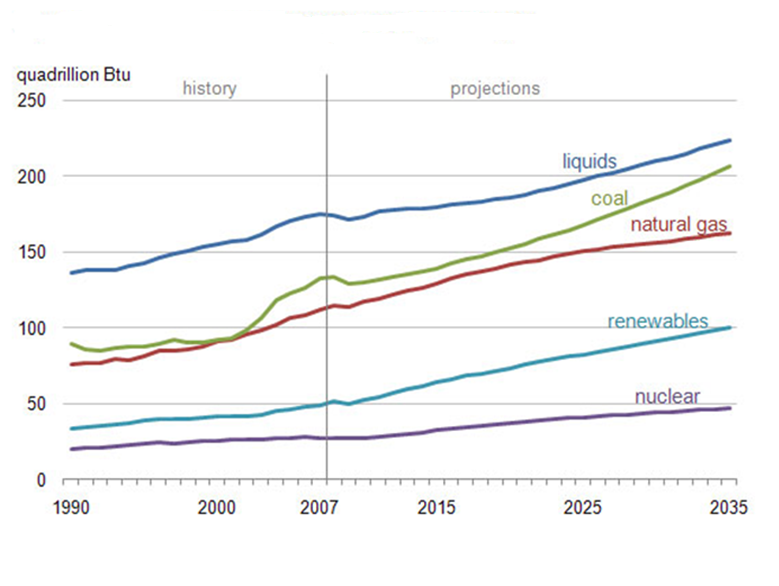 quadrillion Btu
history
projections
250
200
150
100
50
0
liquids
coal
natural gas
renewables
nuclear
1990 2000 2007 2015 2025 2035